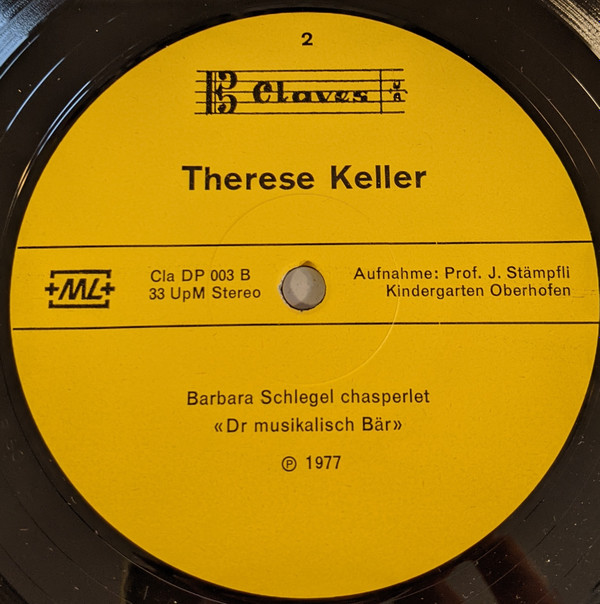 2
Claves
Therese Keller
+ML+
Cla DP 003 B
33 UpM Stereo
Aufnahme: Prof. J. Stämpfli
Kindergarten Oberhofen
Barbara Schlegel chasperlet
«Dr musikalisch Bär»
℗ 1977